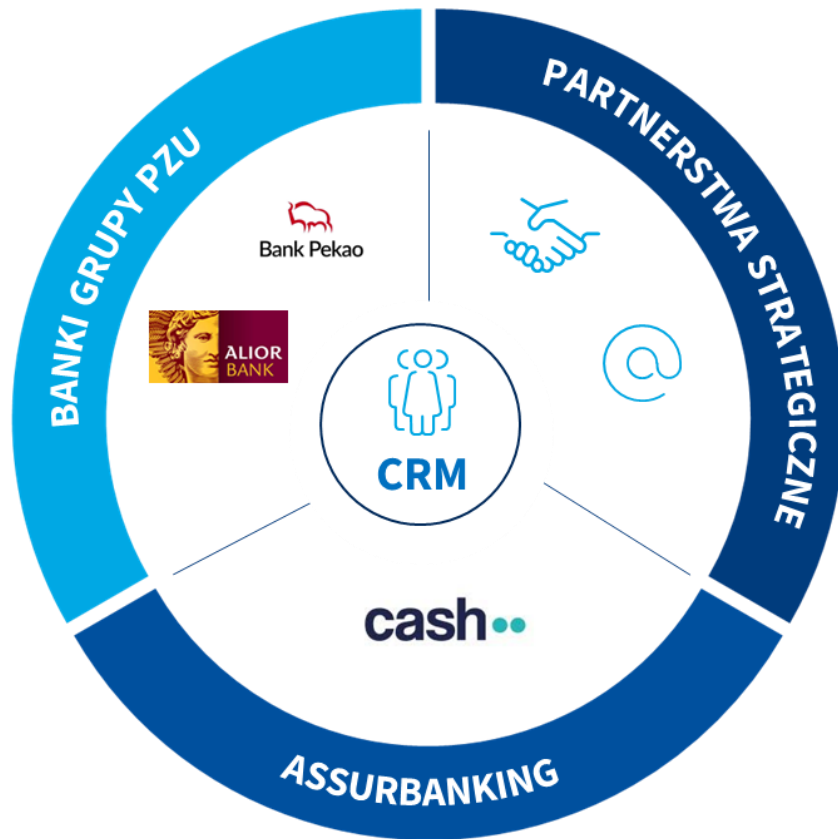 BANKI GRUPY PZU
PARTNERSTWA STRATEGICZNE
Bank Pekao
ALIOR
BANK
CRM
cash
ASSURBANKING